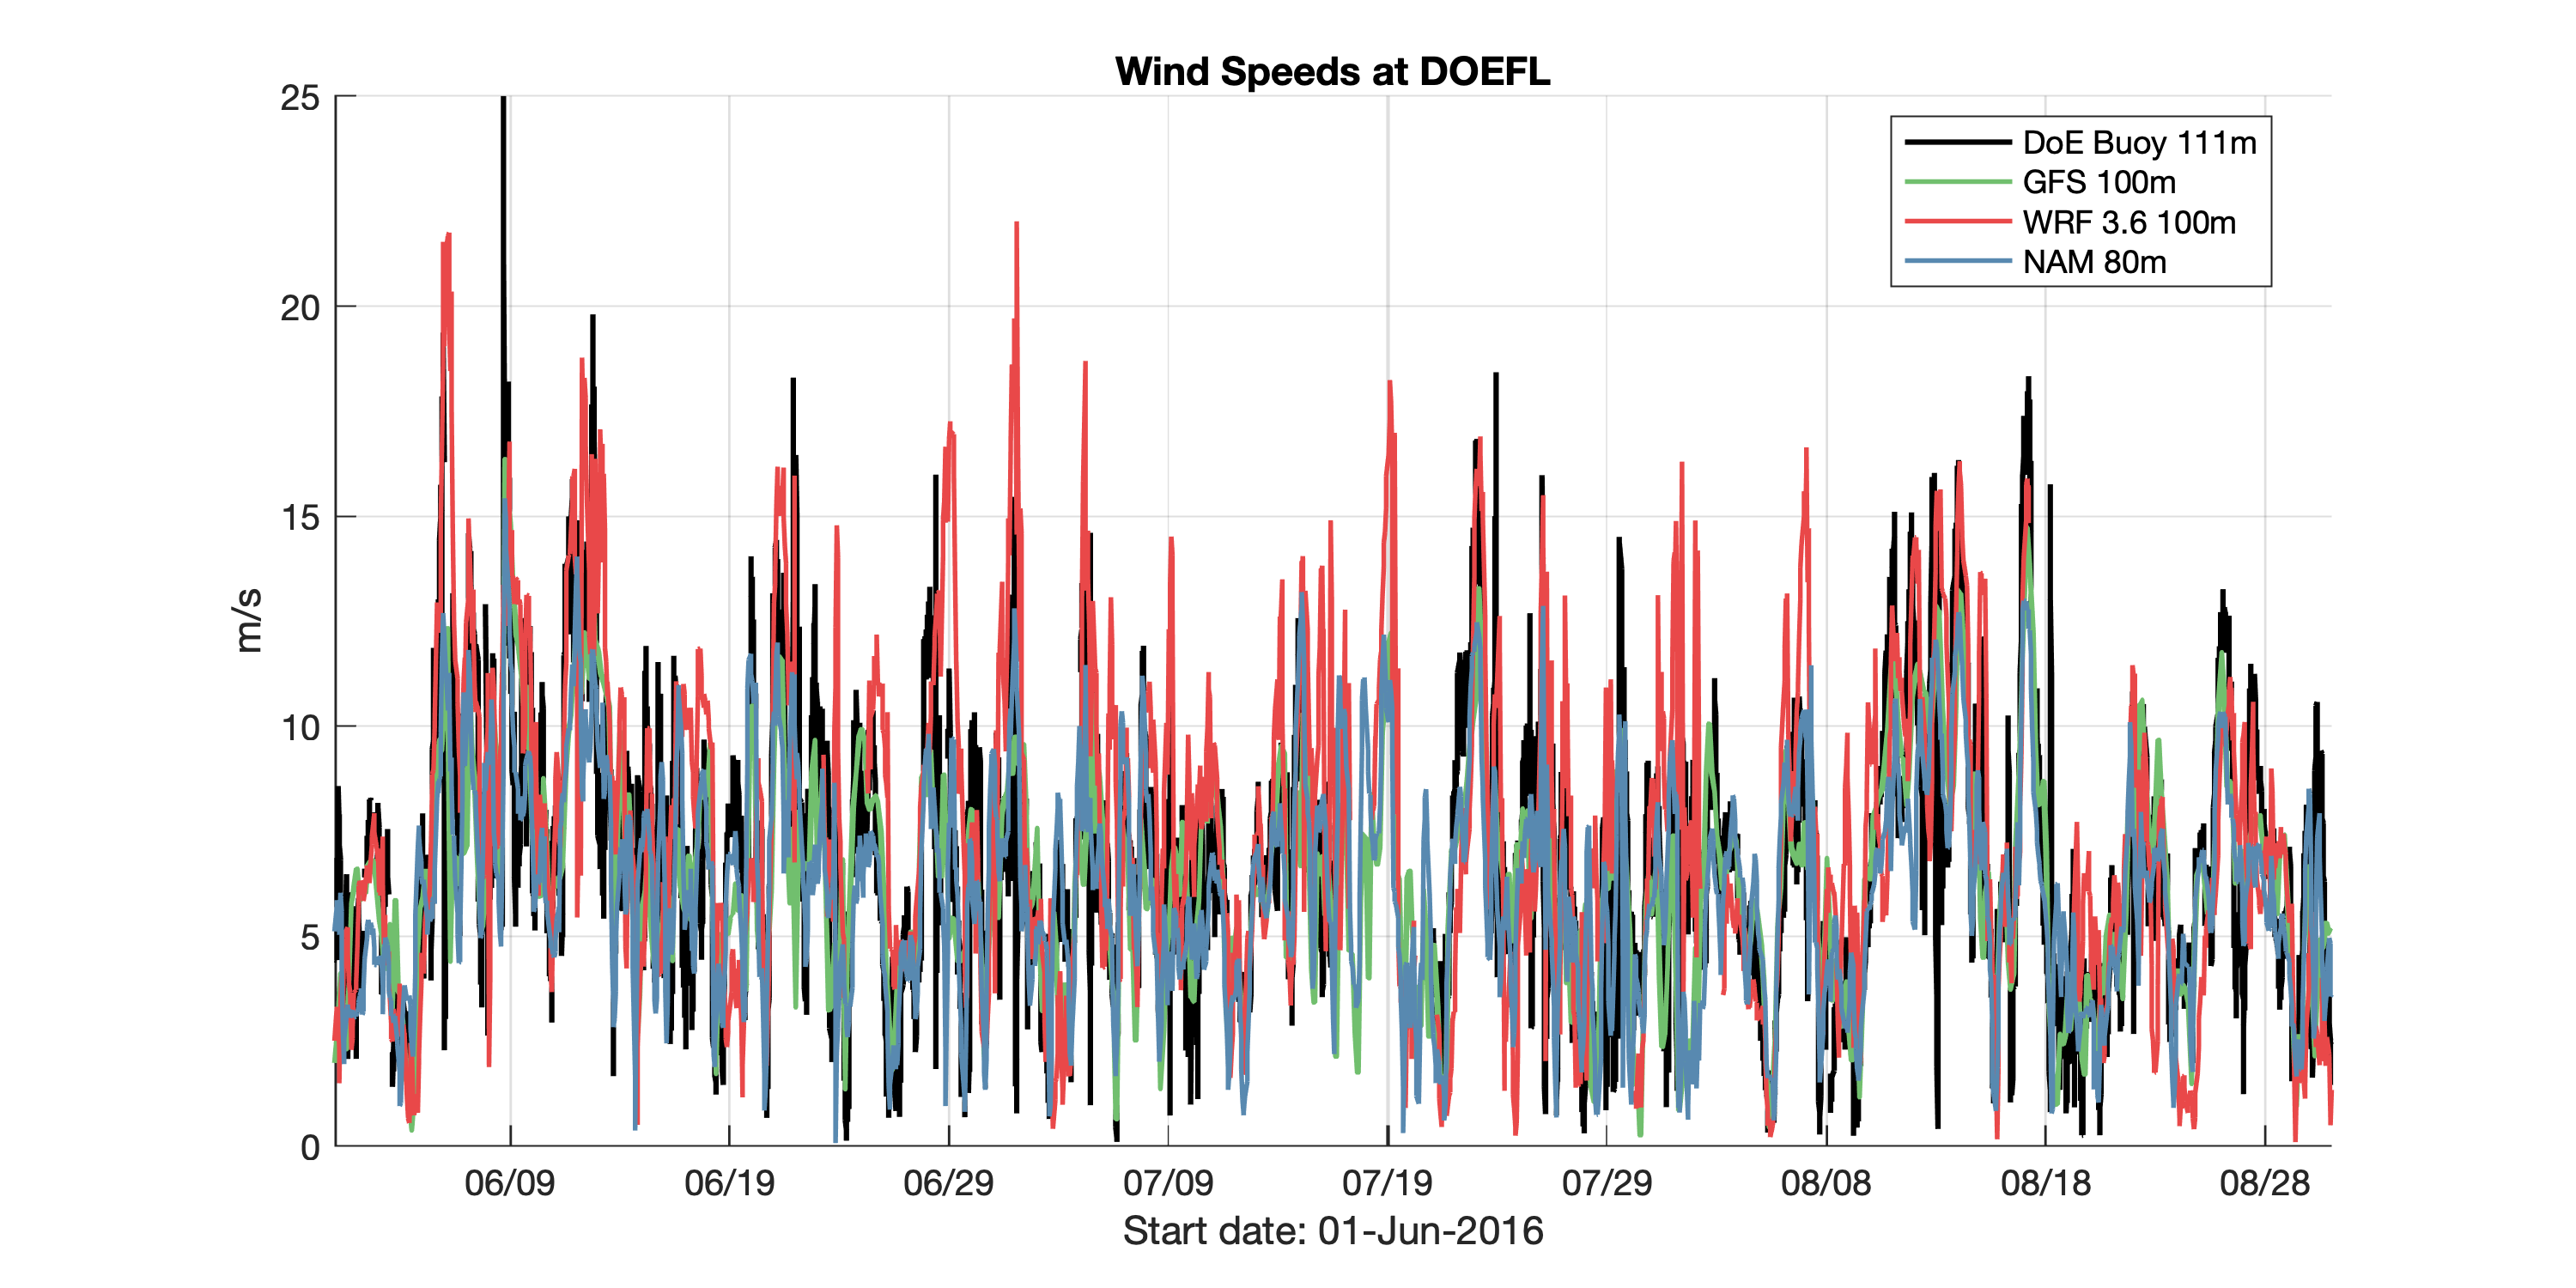 Wind Speeds at DOEFL
25
20
15
10
5
0
m/s
DoE Buoy 111m
GFS 100m
WRF 3.6 100m
NAM 80m
06/09 06/19 06/29 07/09 07/19 07/29 08/08 08/18 08/28
Start date: 01-Jun-2016